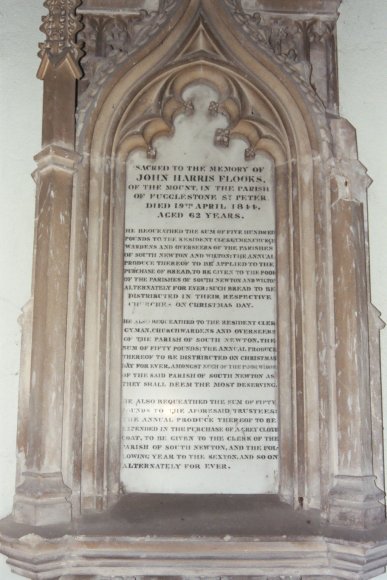 SACRED TO THE MEMORY OF
JOHN HARRIS FLOOKS,
OF THE MOUNT, IN THE PARISH
OF FUGGLESTONE ST PETER
DIED 19TH APRIL 1844,
AGED 62 YEARS.
HE BEQUEATHED THE SUM OF FIVE HUNDRED
POUNDS TO THE RESIDENT CLERGYMEN, CHURCH
WARDENS AND OVERSEERS OF THE PARISHES
OF SOUTH NEWTON AND WILTON; THE ANNUAL
PRODUCE THEREOF TO BE APPLIED TO THE
PURCHASE OF BREAD, TO BE GIVEN TO THE POOR
OF THE PARISHES OF SOUTH NEWTON AND WILTON
ALTERNATELY FOR EVER; SUCH BREAD TO BE
DISTRIBUTED IN THEIR RESPECTIVE
CHURCHES ON CHRISTMAS DAY.
HE ALSO BEQUEATHED TO THE RESIDENT CLER
GYMAN, CHURCHWARDENS AND OVERSEERS
OF THE PARISH OF SOUTH NEWTON, THE
SUM OF FIFTY POUNDS; THE ANNUAL PRODUCE
THEREOF TO BE DISTRIBUTED ON CHRISTMAS
DAY FOR EVER, AMONGST SUCH OF THE POOR
OF THE SAID PARISH OF SOUTH NEWTON AS
THEY SHALL DEEM THE MOST DESERVING.
HE ALSO BEQUEATHED THE SUM OF FIFTY
POUNDS TO THE AFORESAID TRUSTEES:
THE ANNUAL PRODUCE THEREOF TO BE
EXPENDED IN THE PURCHASE OF A GREY CLOTH
COAT, TO BE GIVEN TO THE CLERK OF THE
PARISH OF SOUTH NEWTON, AND THE FOL
LOWING YEAR TO THE SEXTON, AND SO ON
ALTERNATELY FOR EVER.